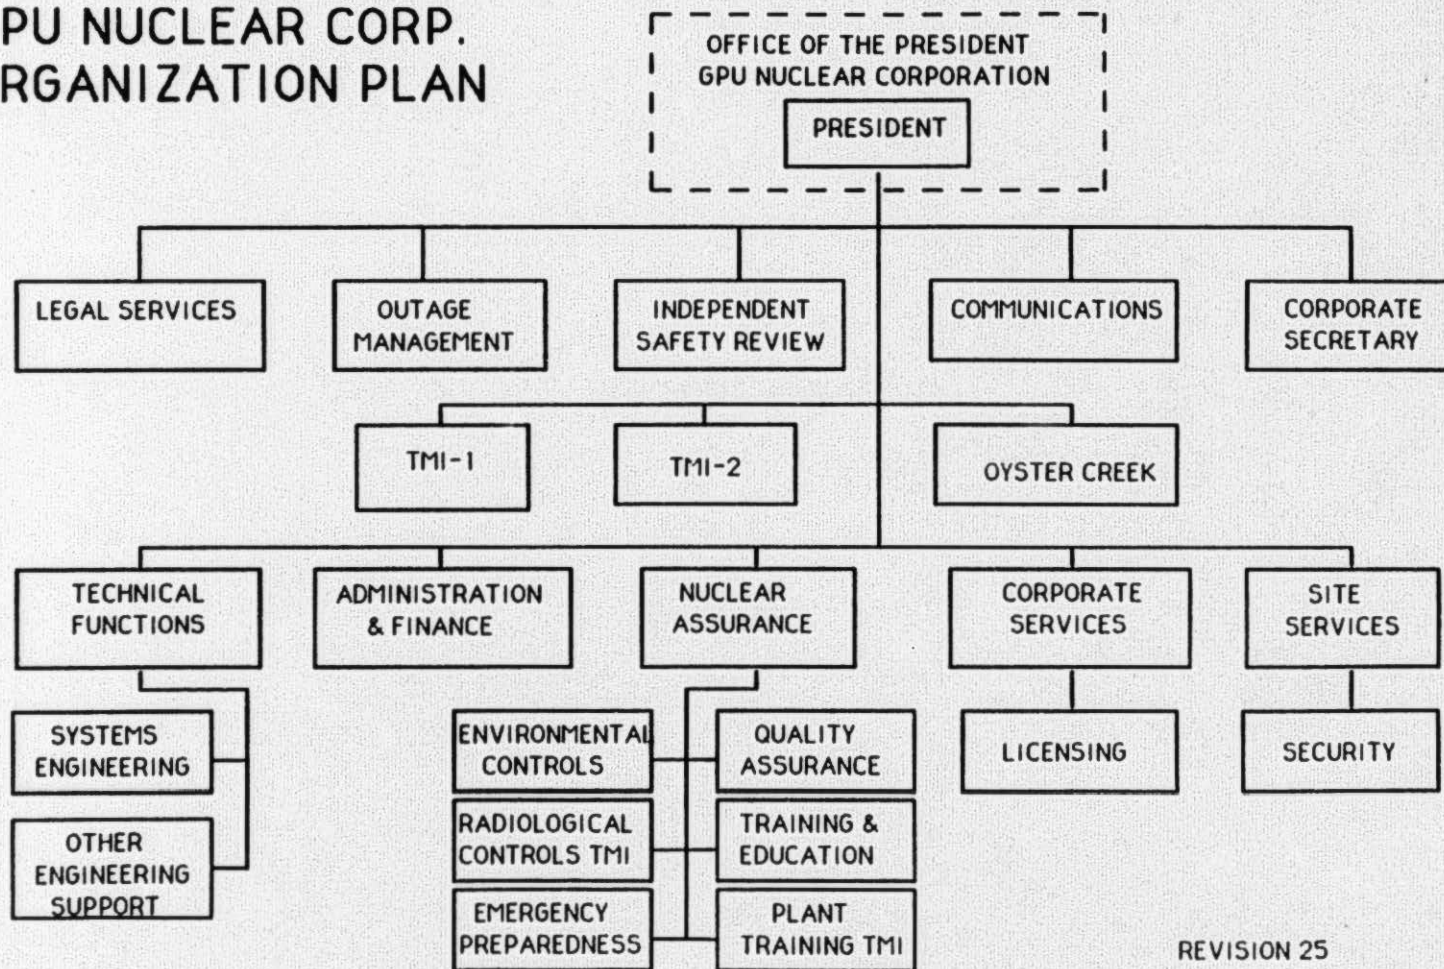 PU NUCLEAR CORP.
RGANIZATION PLAN
OFFICE OF THE PRESIDENT
GPU NUCLEAR CORPORATION
PRESIDENT
LEGAL SERVICES
OUTAGE
MANAGEMENT
INDEPENDENT
SAFETY REVIEW
COMMUNICATIONS
CORPORATE
SECRETARY
TMI-1
TMI-2
OYSTER CREEK
TECHNICAL
FUNCTIONS
ADMINISTRATION
& FINANCE
NUCLEAR
ASSURANCE
CORPORATE
SERVICES
SITE
SERVICES
SYSTEMS
ENGINEERING
OTHER
ENGINEERING
SUPPORT
ENVIRONMENTAL
CONTROLS
QUALITY
ASSURANCE
RADIOLOGICAL
CONTROLS TMI
TRAINING &
EDUCATION
EMERGENCY
PREPAREDNESS
PLANT
TRAINING TMI
LICENSING
SECURITY
REVISION 25